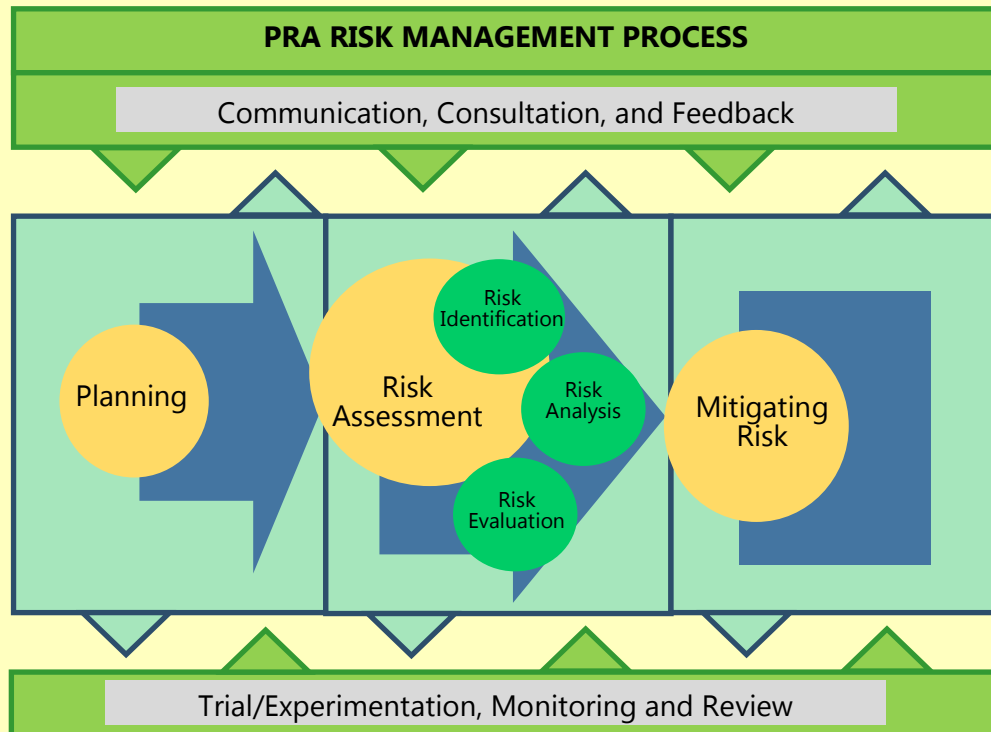 PRA RISK MANAGEMENT PROCESS
Communication, Consultation, and Feedback
Planning
Risk
Assessment
Risk
Identification
Risk
Analysis
Risk
Evaluation
Mitigating
Risk
Trial/Experimentation, Monitoring and Review